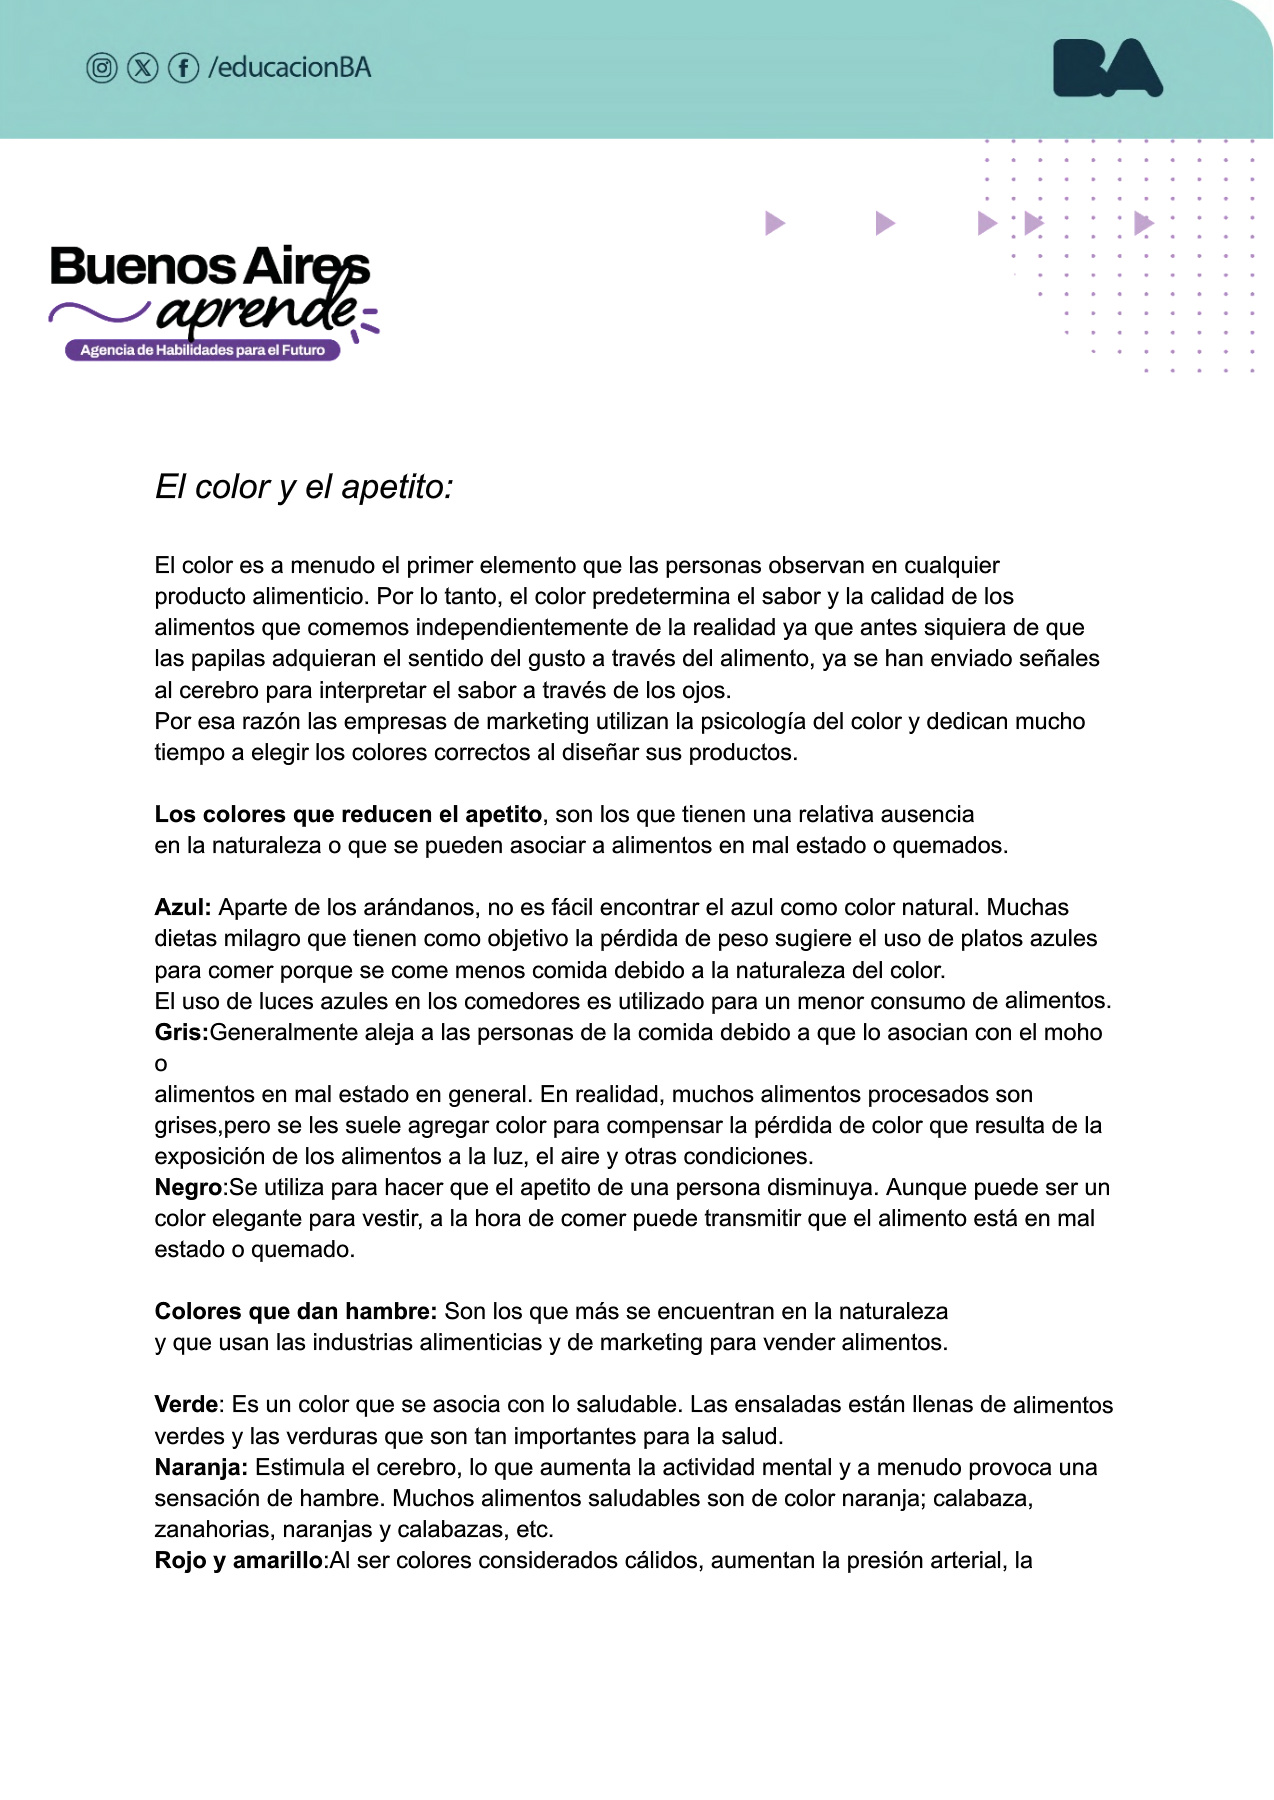 /educacionBA
BA
Buenos Aires
aprende
Agencia de Habilidades para el Futuro
El color y el apetito:
El color es a menudo el primer elemento que las personas observan en cualquier
producto alimenticio. Por lo tanto, el color predetermina el sabor y la calidad de los
alimentos que comemos independientemente de la realidad ya que antes siquiera de que
las papilas adquieran el sentido del gusto a través del alimento, ya se han enviado señales
al cerebro para interpretar el sabor a través de los ojos.
Por esa razón las empresas de marketing utilizan la psicología del color y dedican mucho
tiempo a elegir los colores correctos al diseñar sus productos.
Los colores que reducen el apetito, son los que tienen una relativa ausencia
en la naturaleza o que se pueden asociar a alimentos en mal estado o quemados.
Azul: Aparte de los arándanos, no es fácil encontrar el azul como color natural. Muchas
dietas milagro que tienen como objetivo la pérdida de peso sugiere el uso de platos azules
para comer porque se come menos comida debido a la naturaleza del color.
El uso de luces azules en los comedores es utilizado para un menor consumo de alimentos.
Gris:Generalmente aleja a las personas de la comida debido a que lo asocian con el moho
o
alimentos en mal estado en general. En realidad, muchos alimentos procesados son
grises,pero se les suele agregar color para compensar la pérdida de color que resulta de la
exposición de los alimentos a la luz, el aire y otras condiciones.
Negro:Se utiliza para hacer que el apetito de una persona disminuya. Aunque puede ser un
color elegante para vestir, a la hora de comer puede transmitir que el alimento está en mal
estado o quemado.
Colores que dan hambre: Son los que más se encuentran en la naturaleza
y que usan las industrias alimenticias y de marketing para vender alimentos.
Verde: Es un color que se asocia con lo saludable. Las ensaladas están llenas de alimentos
verdes y las verduras que son tan importantes para la salud.
Naranja: Estimula el cerebro, lo que aumenta la actividad mental y a menudo provoca una
sensación de hambre. Muchos alimentos saludables son de color naranja; calabaza,
zanahorias, naranjas y calabazas, etc.
Rojo y amarillo:Al ser colores considerados cálidos, aumentan la presión arterial, la